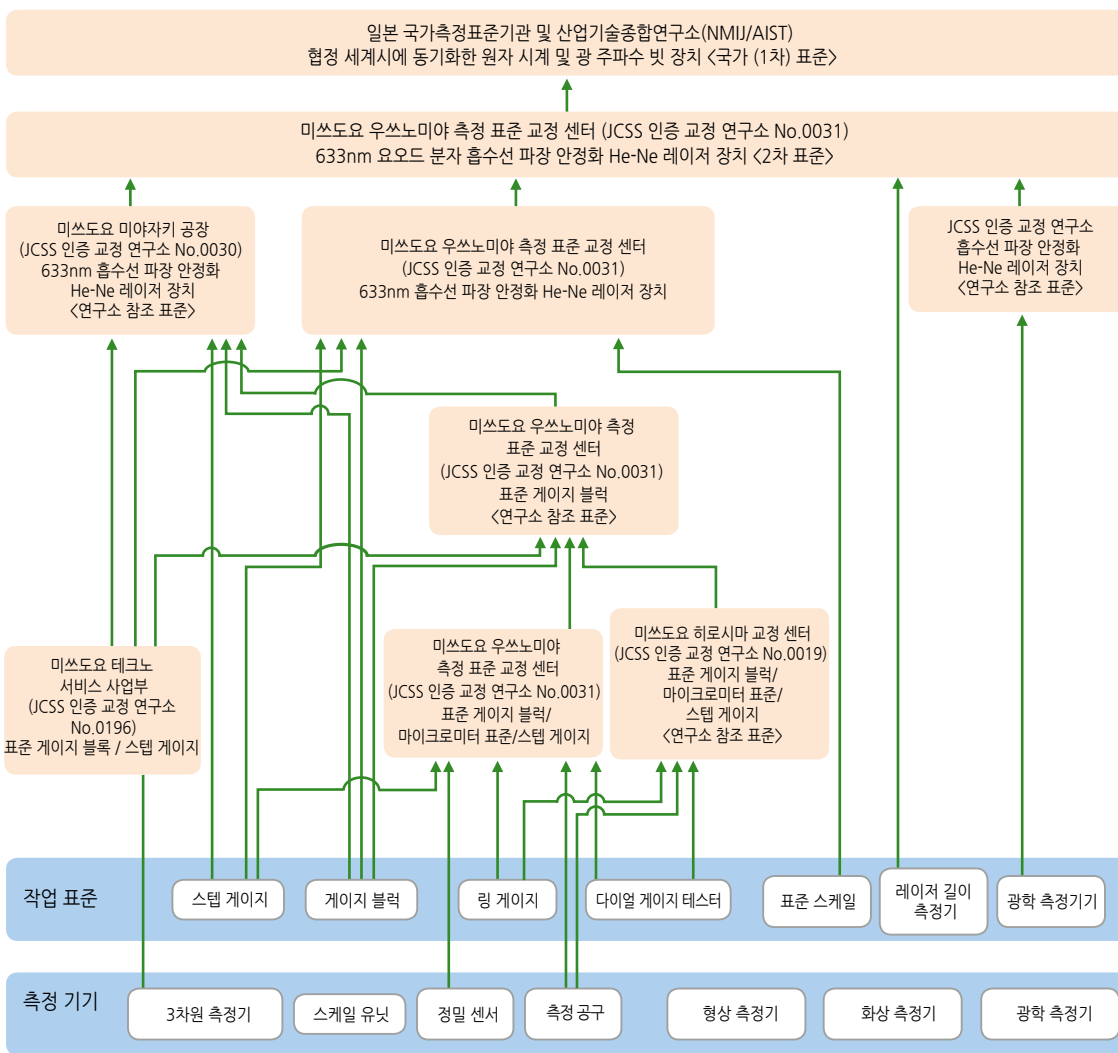 일본 국가측정표준기관 및 산업기술종합연구소(NMIJ/AIST)
협정 세계시에 동기화한 원자 시계 및 광 주파수 빗 장치 <국가 (1차) 표준>
미쓰도요 우쓰노미야 측정 표준 교정 센터 (JCSS 인증 교정 연구소 No.0031)
633nm 요오드 분자 흡수선 파장 안정화 He-Ne 레이저 장치 <2차 표준>
미쓰도요 미야자키 공장
(JCSS 인증 교정 연구소 No.0030)
633nm 흡수선 파장 안정화
He-Ne 레이저 장치
<연구소 참조 표준>
미쓰도요 우쓰노미야 측정 표준 교정 센터
(JCSS 인증 교정 연구소 No.0031)
633nm 흡수선 파장 안정화 He-Ne 레이저 장치
JCSS 인증 교정 연구소
흡수선 파장 안정화
He-Ne 레이저 장치
<연구소 참조 표준>
미쓰도요 우쓰노미야 측정
표준 교정 센터
(JCSS 인증 교정 연구소 No.0031)
표준 게이지 블럭
<연구소 참조 표준>
미쓰도요 테크노
서비스 사업부
(JCSS 인증 교정 연구소
No.0196)
표준 게이지 블록 / 스텝 게이지
미쓰도요 우쓰노미야
측정 표준 교정 센터
(JCSS 인증 교정 연구소 No.0031)
표준 게이지 블럭/
마이크로미터 표준/스텝 게이지
미쓰도요 히로시마 교정 센터
(JCSS 인증 교정 연구소 No.0019)
표준 게이지 블럭/
마이크로미터 표준/
스텝 게이지
<연구소 참조 표준>
작업 표준
스텝 게이지
게이지 블럭
링 게이지
다이얼 게이지 테스터
표준 스케일
레이저 길이
측정기
광학 측정기기
측정 기기
3차원 측정기
스케일 유닛
정밀 센서
측정 공구
형상 측정기
화상 측정기
광학 측정기